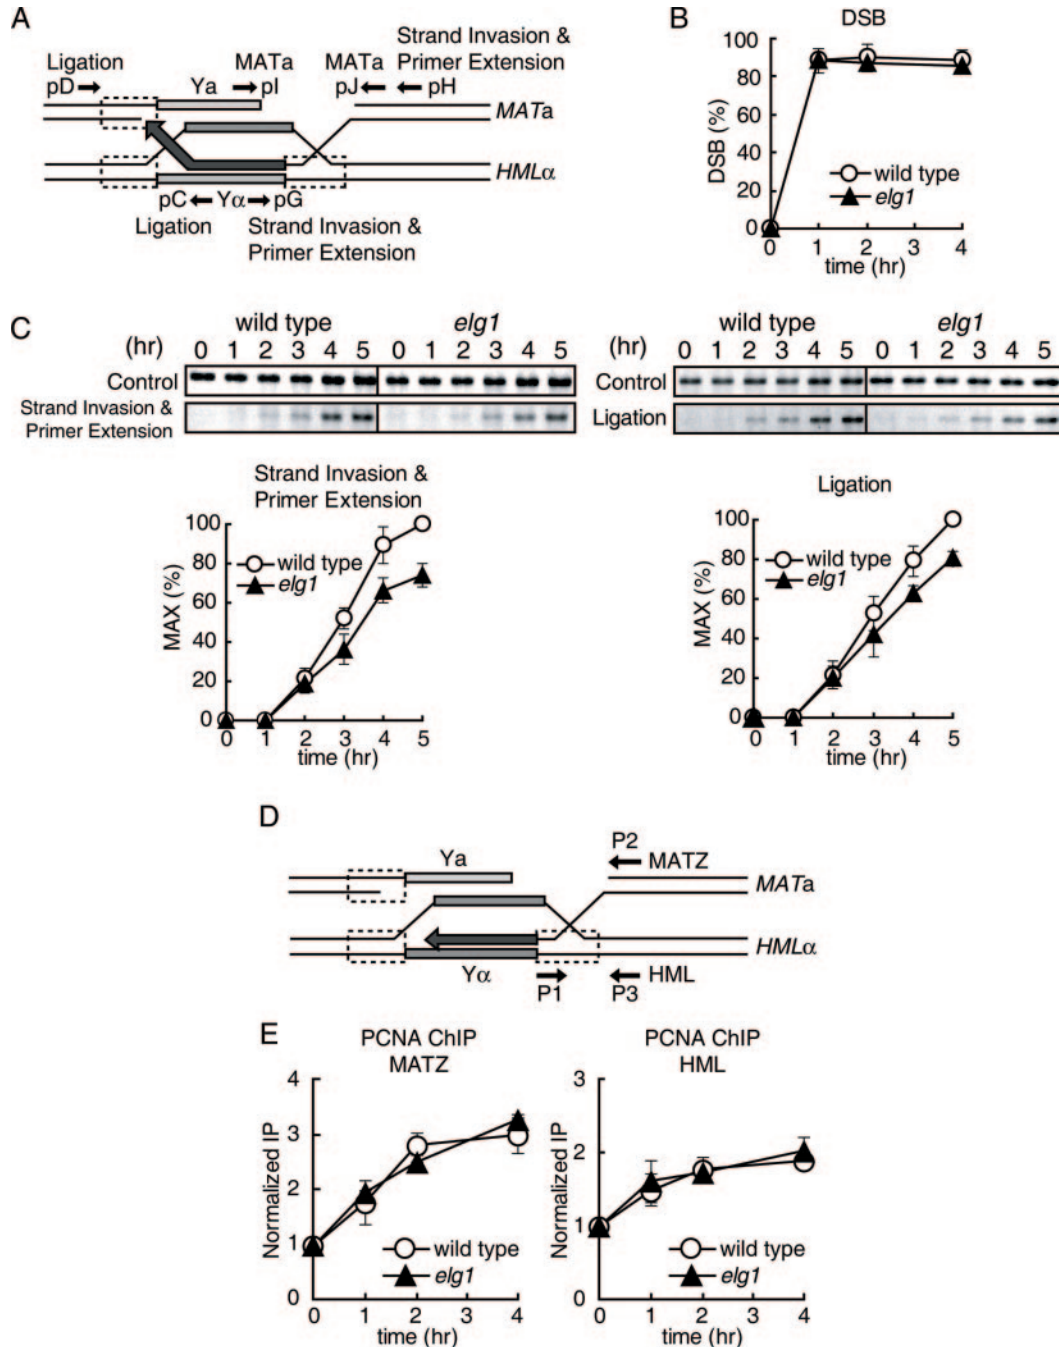 A
Strand Invasion &
Primer Extension
Ligation
MATa
MATa
pD
Ya
pI
pJ
pH
MATa
HMLα
pC
Yα
pG
Ligation
Strand Invasion &
Primer Extension
B
DSB
DSB (%)
100
80
60
40
20
0
wild type
elg1
0
1
2
4
time (hr)
C
wild type
elg1
(hr)
0 1 2 3 4 5 0 1 2 3 4 5
Control
Strand Invasion &
Primer Extension
wild type
elg1
(hr)
0 1 2 3 4 5 0 1 2 3 4 5
Control
Ligation
Strand Invasion &
Primer Extension
MAX (%)
100
80
60
40
20
0
wild type
elg1
0 1 2 3 4 5
time (hr)
Ligation
MAX (%)
100
80
60
40
20
0
wild type
elg1
0 1 2 3 4 5
time (hr)
D
P2
Ya
MATZ
MATa
HMLα
Yα
P1
P3
HML
E
PCNA ChIP
MATZ
Normalized IP
4
3
2
1
0
wild type
elg1
0 1 2 4
time (hr)
PCNA ChIP
HML
Normalized IP
3
2
1
0
wild type
elg1
0 1 2 4
time (hr)